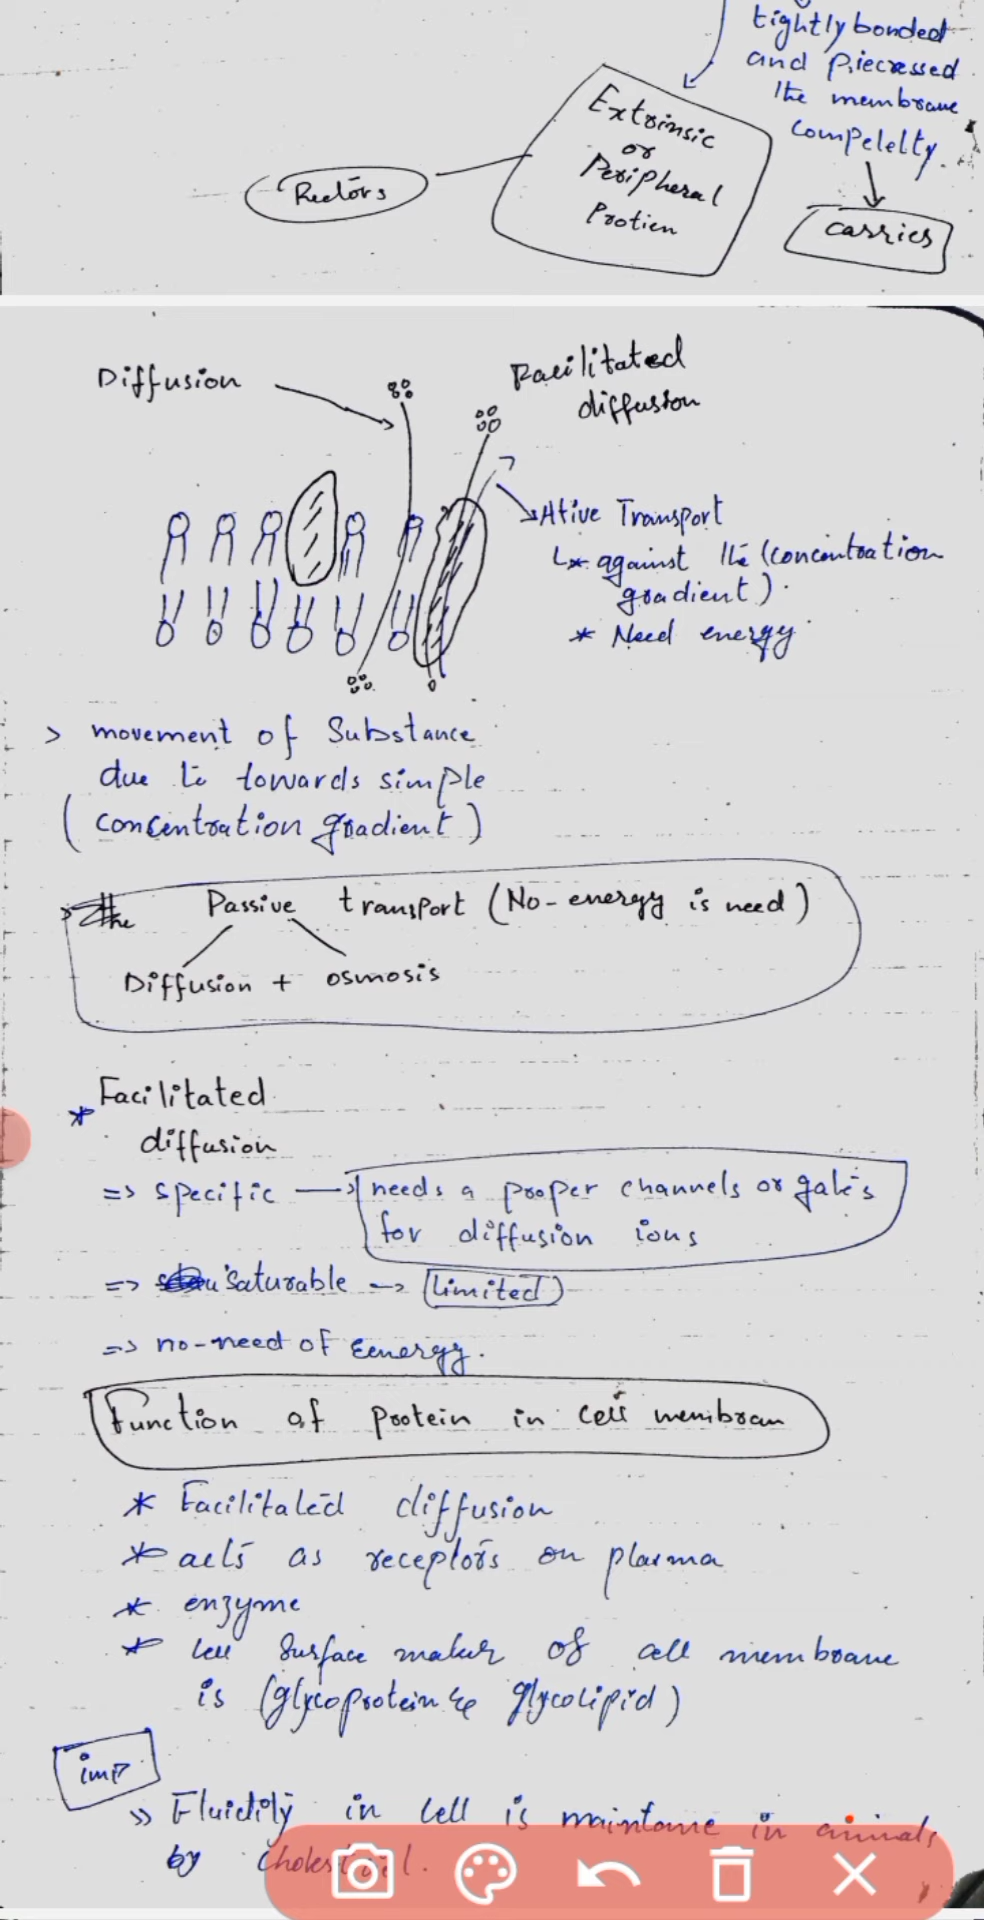 tightly bonded
and Piecressed
the membrane
compeletty.
Extrinsic
or
Peripheral
Protien
Rectors
carries
Diffusion
Facilitated
diffusion
Ative Transport
* against the (concentration
gradient).
* Need energy
> movement of Substance
due to towards simple
(concentration gradient)
> The Passive transport (No-energy is need)
Diffusion + osmosis
* Facilitated
diffusion
=> specific → needs a proper channels or gates
for diffusion ions
=> saturable → (limited)
=> no-need of Eenergy.
Function of protein in cell membran
* Facilitated diffusion
* acts as receptors on plasma
* enzyme
* cell Surface maker of cell membrane
is (glycoprotein & glycolipid)
imp
» Fluidity in cell is maintane in animals
by